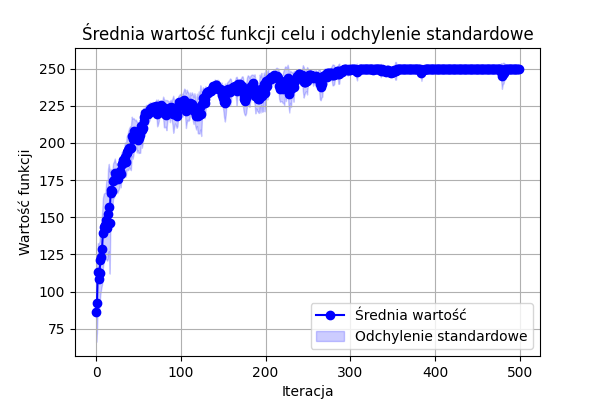 Średnia wartość funkcji celu i odchylenie standardowe
Wartość funkcji
250
225
200
175
150
125
100
75
0
100
200
300
400
500
Iteracja
Średnia wartość
Odchylenie standardowe